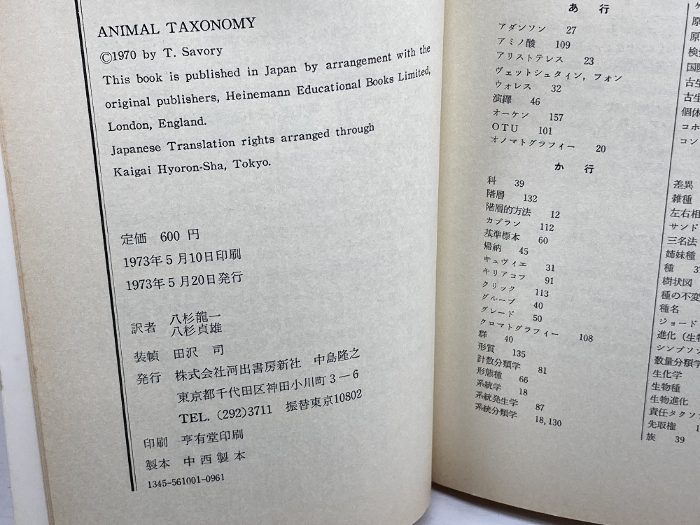 ANIMAL TAXONOMY
©1970 by T. Savory
This book is published in Japan by arrangement with the
original publishers, Heinemann Educational Books Limited,
London, England.
Japanese Translation rights arranged through
Kaigai Hyoron-Sha, Tokyo.
定価 600 円
1973年5月10日印刷
1973年5月20日発行
訳者 八杉龍一
八杉貞雄
装幀 田沢 司
発行 株式会社河出書房新社 中島隆之
東京都千代田区神田小川町3－6
TEL. (292)3711 振替東京10802
印刷 亨有堂印刷
製本 中西製本
1345-561001-0961
あ 行
アダンソン 27
アミノ酸 109
アリストテレス 23
ヴェットシュタイン, フォン
ウォレス 32
演繹 46
オーケン 157
OTU 101
オノマトグラフィー 20
か 行
科 39
階層 132
階層的方法 12
カプラン 112
基準標本 60
帰納 45
キュヴィエ 31
キリアコフ 91
クリック 113
グループ 40
グレード 50
クロマトグラフィー 108
群 40
形質 135
計数分類学 81
形態種 66
系統学 18
系統発生学 87
系統分類学 18, 130
差異
雑種
左右相
サンド
三名法
姉妹種
種 3
樹状図
種の不変
種名
ジョード
進化 (生物
シンプソン
数量分類学
生化学
生物種
生物進化
責任タクソ
先取権 1
族 39